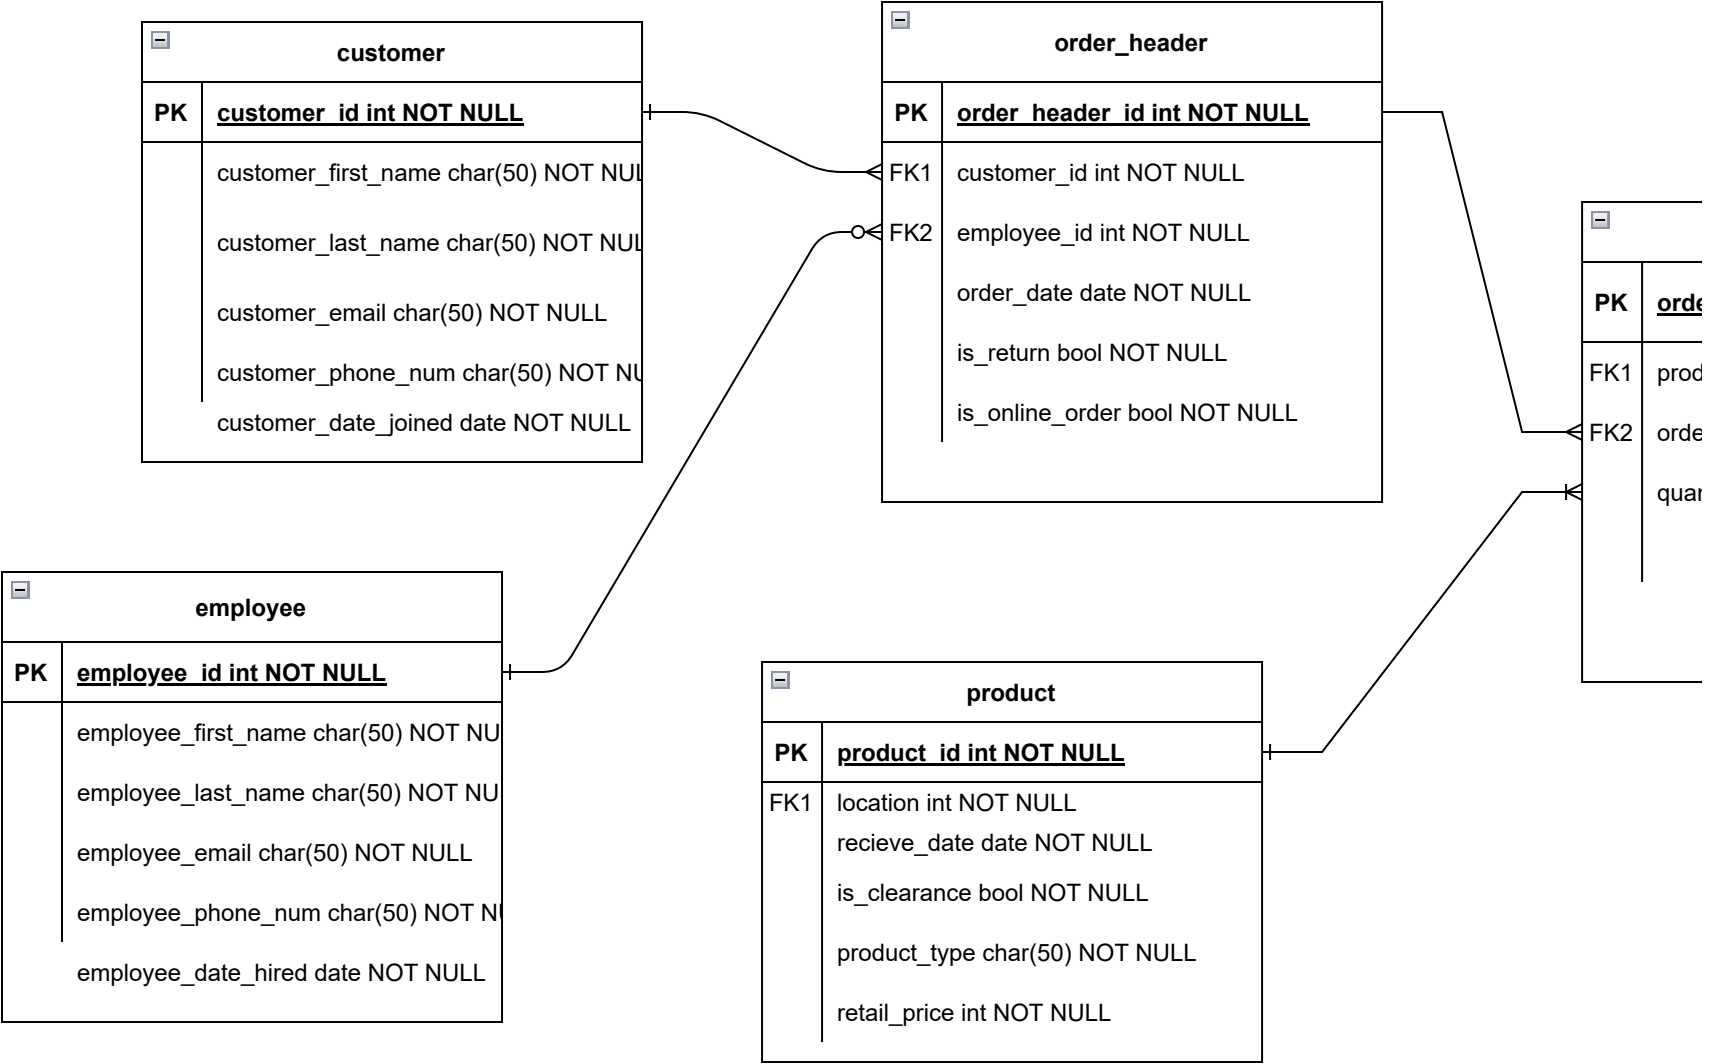 customer
PK customer_id int NOT NULL
customer_first_name char(50) NOT NUL
customer_last_name char(50) NOT NUL
customer_email char(50) NOT NULL
customer_phone_num char(50) NOT NU
customer_date_joined date NOT NULL
order_header
PK order_header_id int NOT NULL
FK1 customer_id int NOT NULL
FK2 employee_id int NOT NULL
order_date date NOT NULL
is_return bool NOT NULL
is_online_order bool NOT NULL
PK orde
FK1 prod
FK2 orde
quan
employee
PK employee_id int NOT NULL
employee_first_name char(50) NOT NU
employee_last_name char(50) NOT NU
employee_email char(50) NOT NULL
employee_phone_num char(50) NOT NU
employee_date_hired date NOT NULL
product
PK product_id int NOT NULL
FK1 location int NOT NULL
recieve_date date NOT NULL
is_clearance bool NOT NULL
product_type char(50) NOT NULL
retail_price int NOT NULL